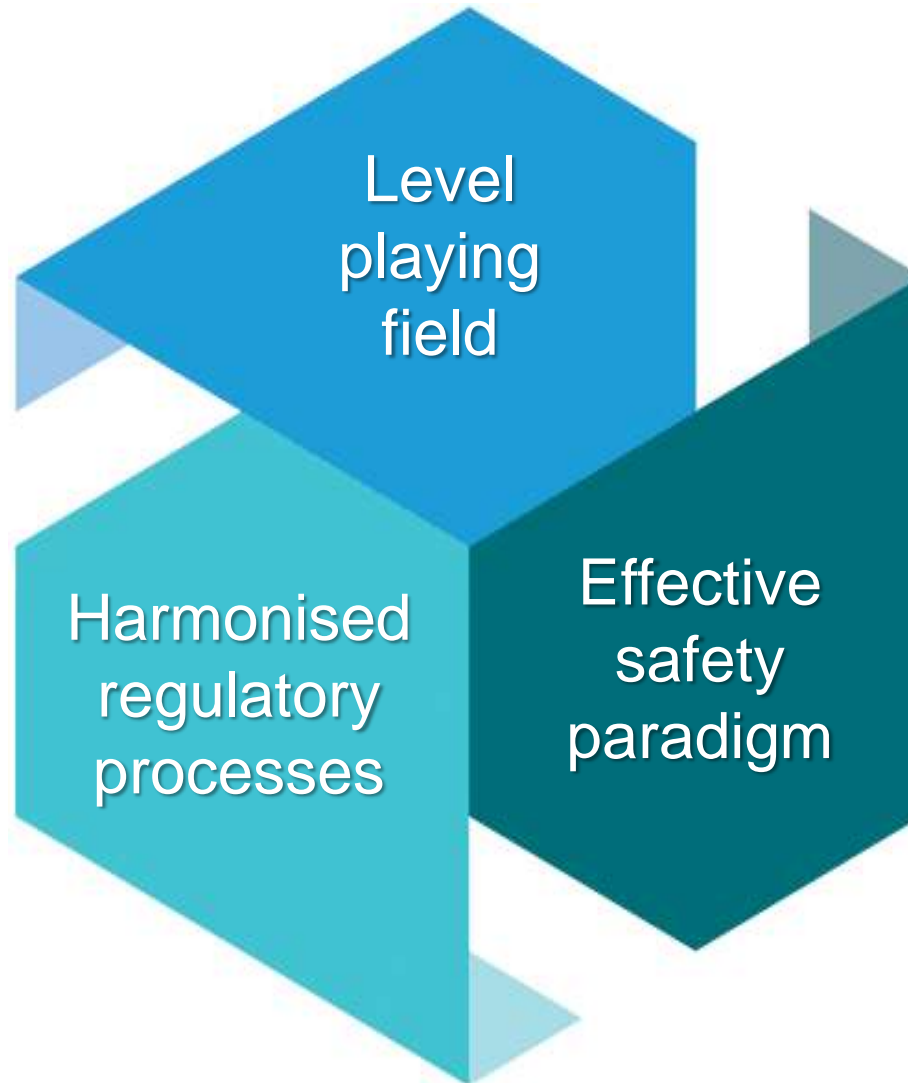 Level
playing
field
Harmonised
regulatory
processes
Effective
safety
paradigm